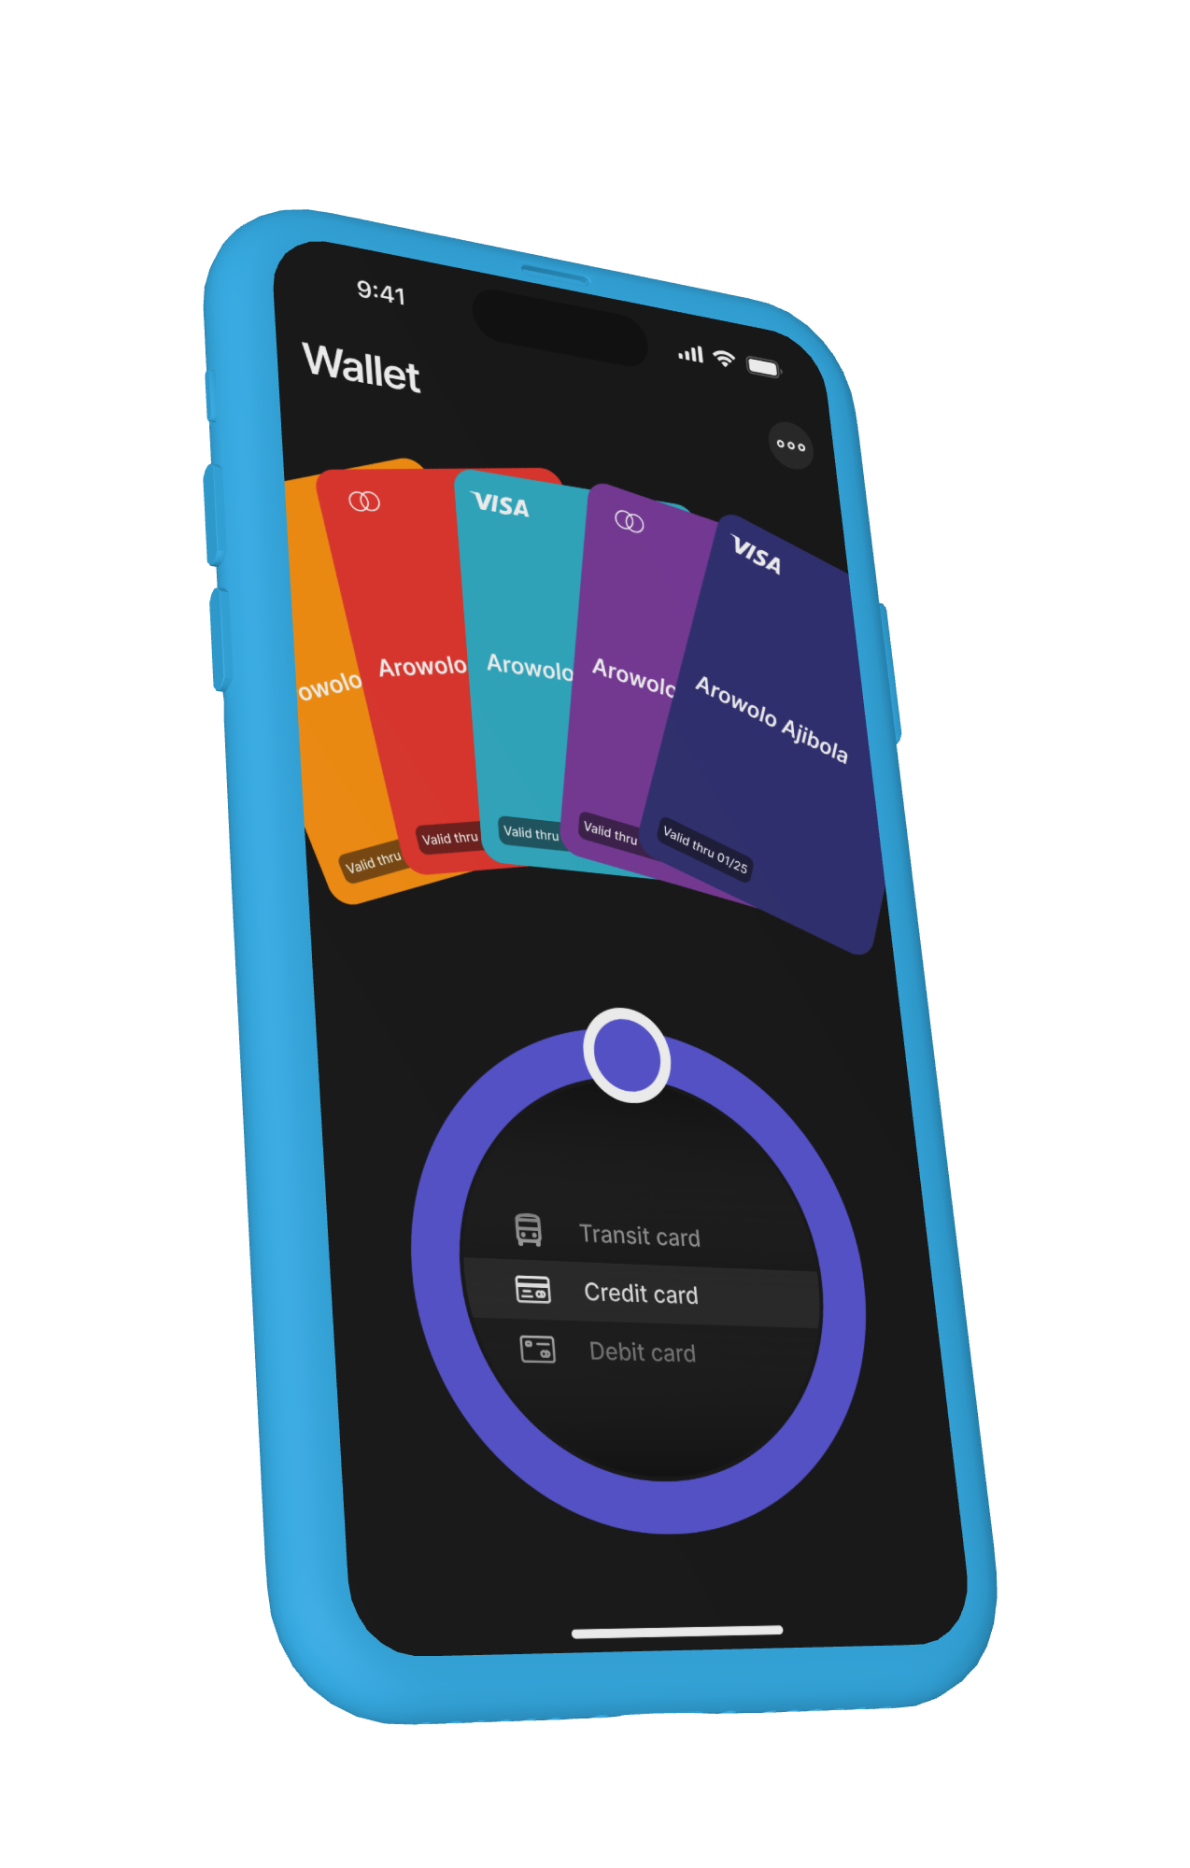 9:41
Wallet
VISA
VISA
owolo
Arowolo
Arowolo
Arowolo
Arowolo Ajibola
Valid thru
Valid thru
Valid thru
Valid thru
Valid thru 01/25
Transit card
Credit card
Debit card